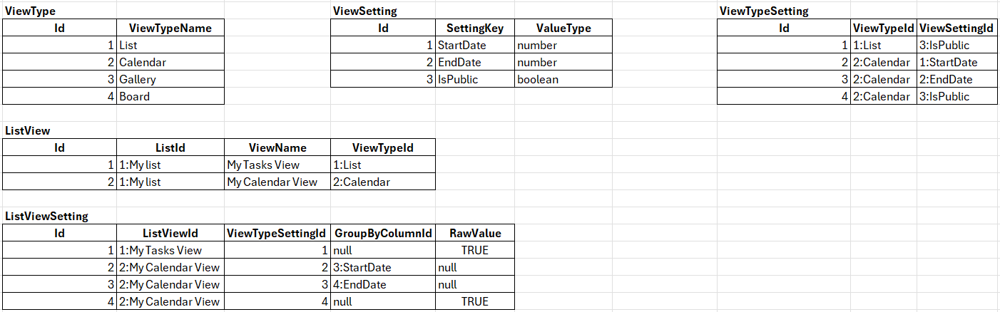 ViewType ViewSetting ViewTypeSetting
Id ViewTypeName Id SettingKey ValueType Id ViewTypeId ViewSettingId
1 List 1 StartDate number 1 1:List 3:IsPublic
2 Calendar 2 EndDate number 2 2:Calendar 1:StartDate
3 Gallery 3 IsPublic boolean 3 2:Calendar 2:EndDate
4 Board 4 2:Calendar 3:IsPublic
ListView
Id ListId ViewName ViewTypeId
1 1:My list My Tasks View 1:List
2 1:My list My Calendar View 2:Calendar
ListViewSetting
Id ListViewId ViewTypeSettingId GroupByColumnId RawValue
1 1:My Tasks View 1 null TRUE
2 2:My Calendar View 2 3:StartDate null
3 2:My Calendar View 3 4:EndDate null
4 2:My Calendar View 4 null TRUE